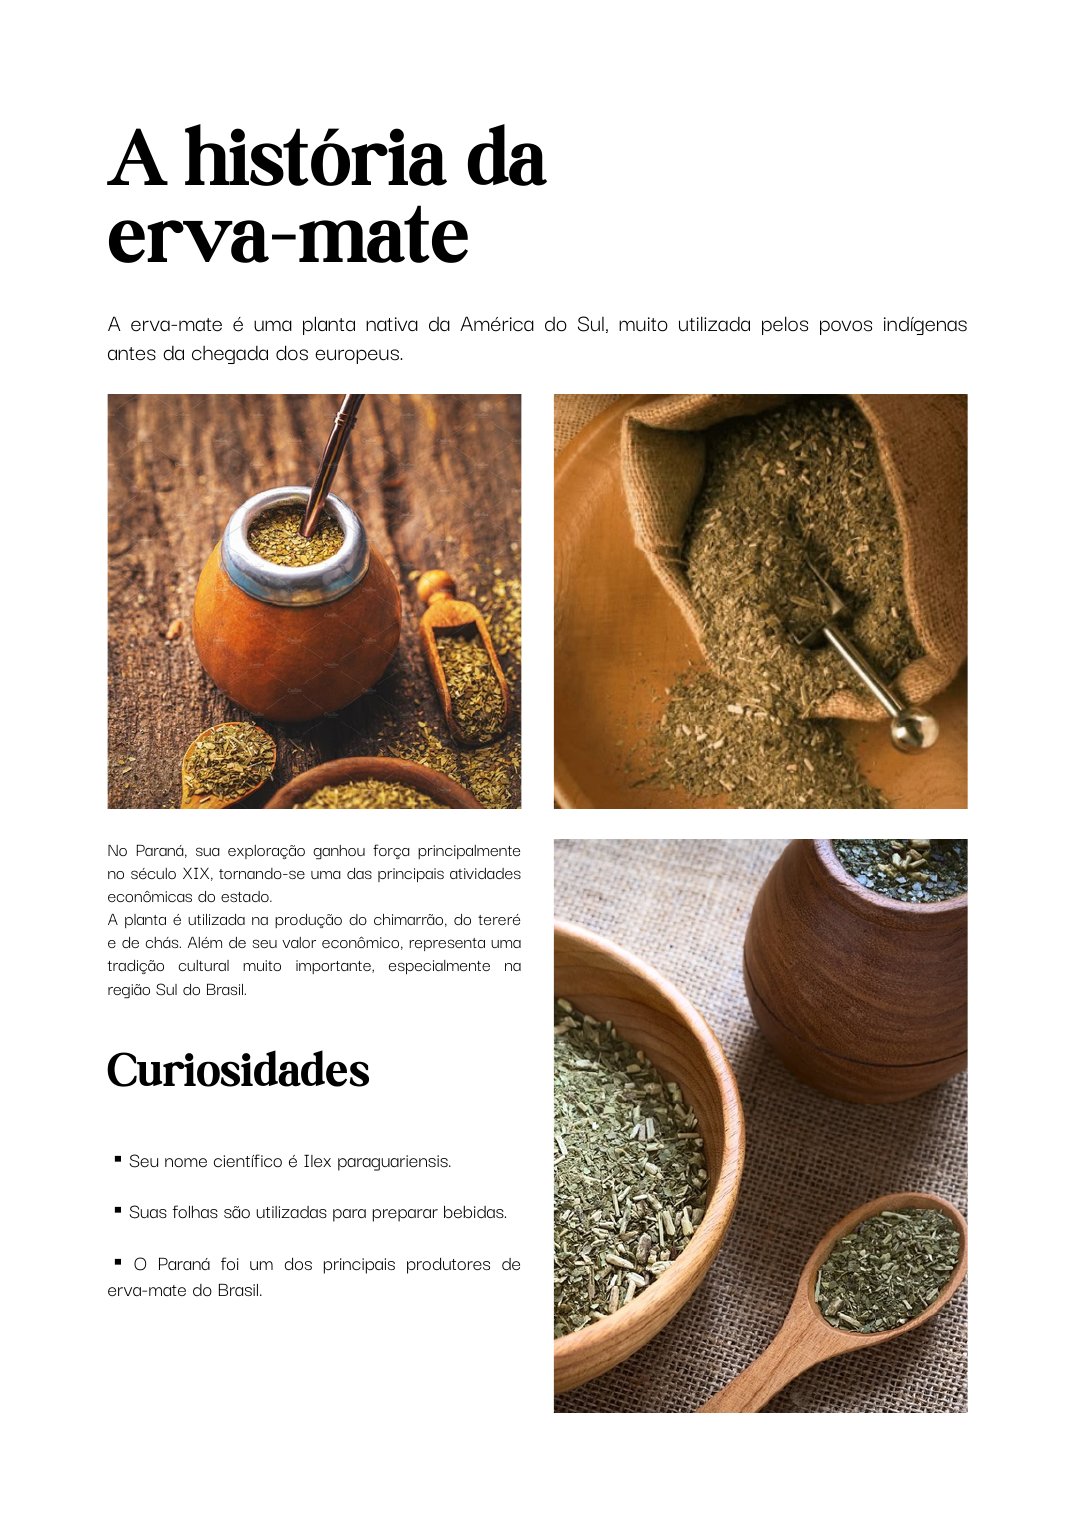 A história da
erva-mate
A erva-mate é uma planta nativa da América do Sul, muito utilizada pelos povos indígenas
antes da chegada dos europeus.
No Paraná, sua exploração ganhou força principalmente
no século XIX, tornando-se uma das principais atividades
econômicas do estado.
A planta é utilizada na produção do chimarrão, do tereré
e de chás. Além de seu valor econômico, representa uma
tradição cultural muito importante, especialmente na
região Sul do Brasil.
Curiosidades
▪ Seu nome científico é Ilex paraguariensis.
▪ Suas folhas são utilizadas para preparar bebidas.
▪ O Paraná foi um dos principais produtores de
erva-mate do Brasil.